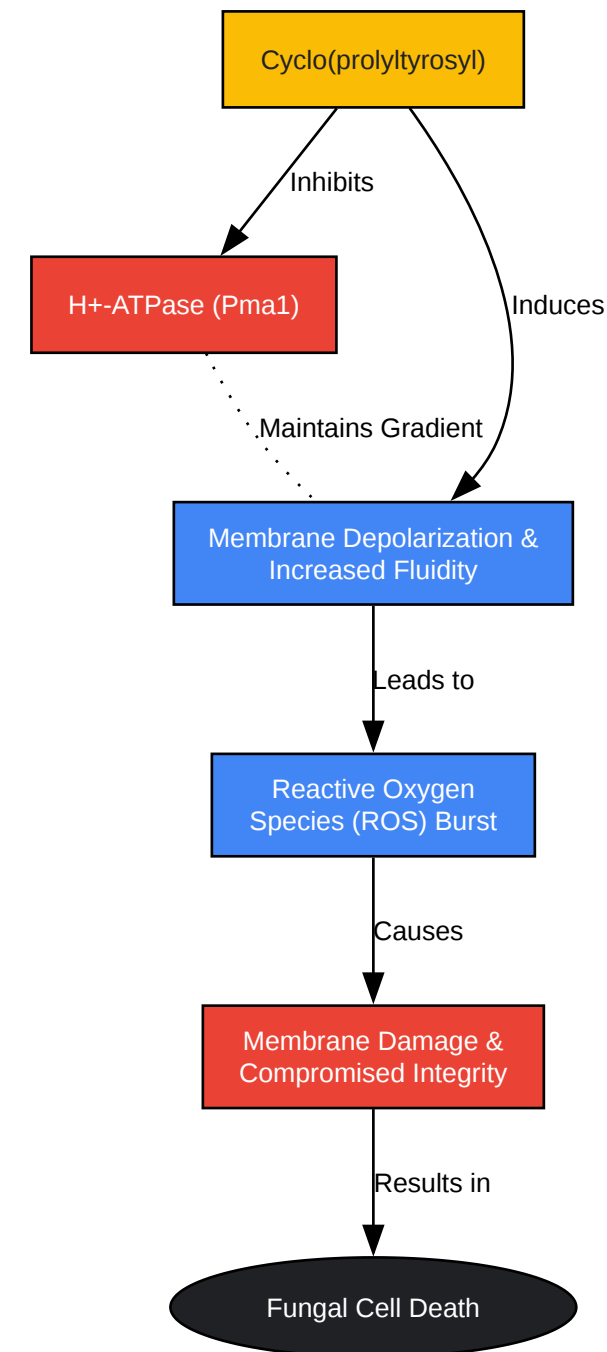 Cyclo(prolyltyrosyl)
Inhibits
H+-ATPase (Pma1)
Induces
Maintains Gradient
Membrane Depolarization &
Increased Fluidity
Leads to
Reactive Oxygen
Species (ROS) Burst
Causes
Membrane Damage &
Compromised Integrity
Results in
Fungal Cell Death